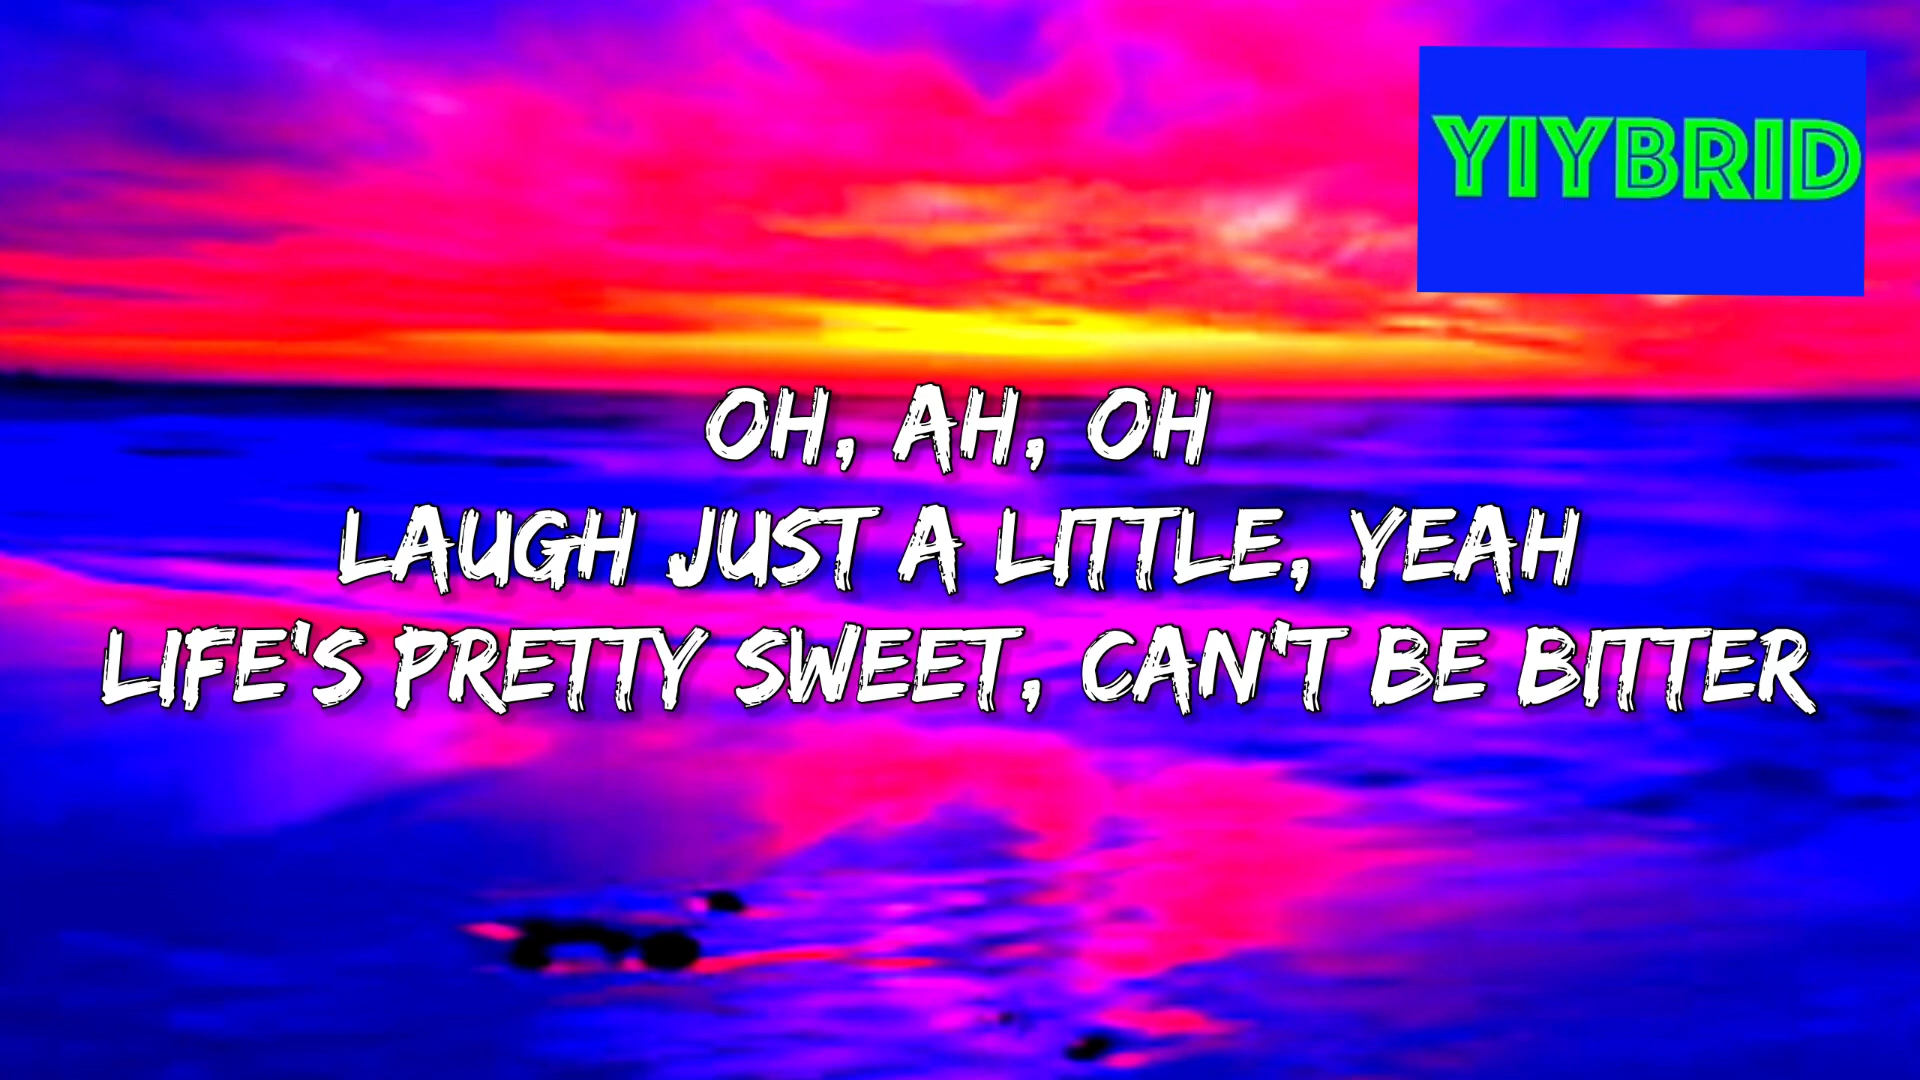 YIYBRID
OH, AH, OH
LAUGH JUST A LITTLE, YEAH
LIFE'S PRETTY SWEET, CAN'T BE BITTER